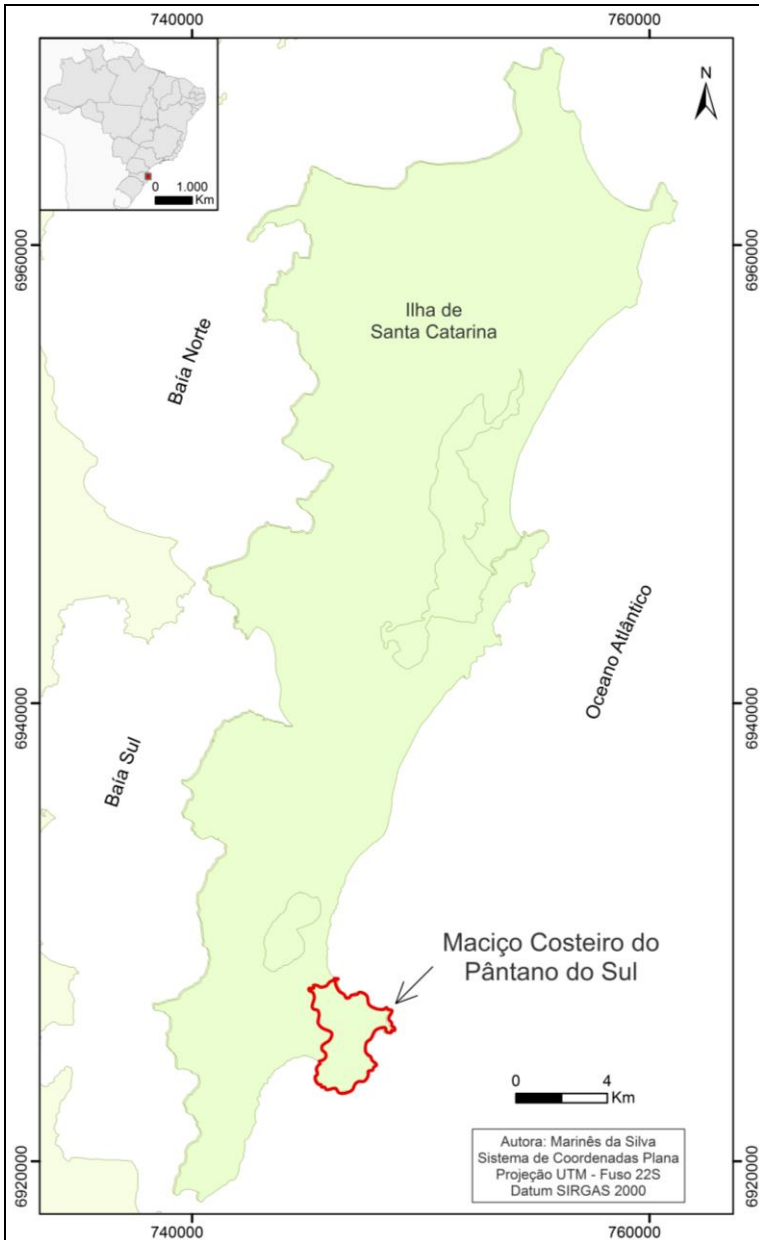 740000
760000
0 1.000
Km
N
6960000
6960000
Ilha de
Santa Catarina
Baía Norte
Oceano Atlântico
6940000
6940000
Baía Sul
Maciço Costeiro do
Pântano do Sul
0 4
Km
Autora: Marinês da Silva
Sistema de Coordenadas Plana
Projeção UTM - Fuso 22S
Datum SIRGAS 2000
6920000
6920000
740000
760000